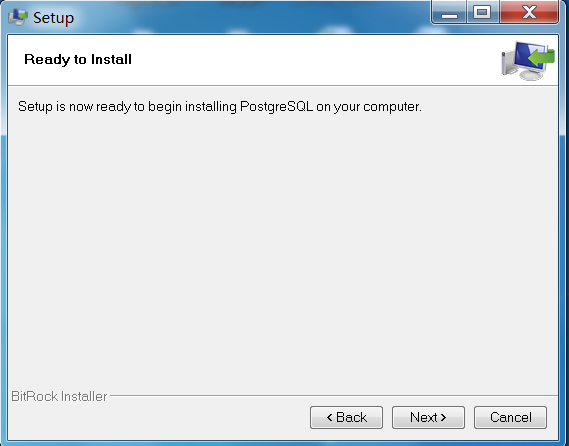 Setup
Ready to Install
Setup is now ready to begin installing PostgreSQL on your computer.
BitRock Installer
< Back
Next >
Cancel